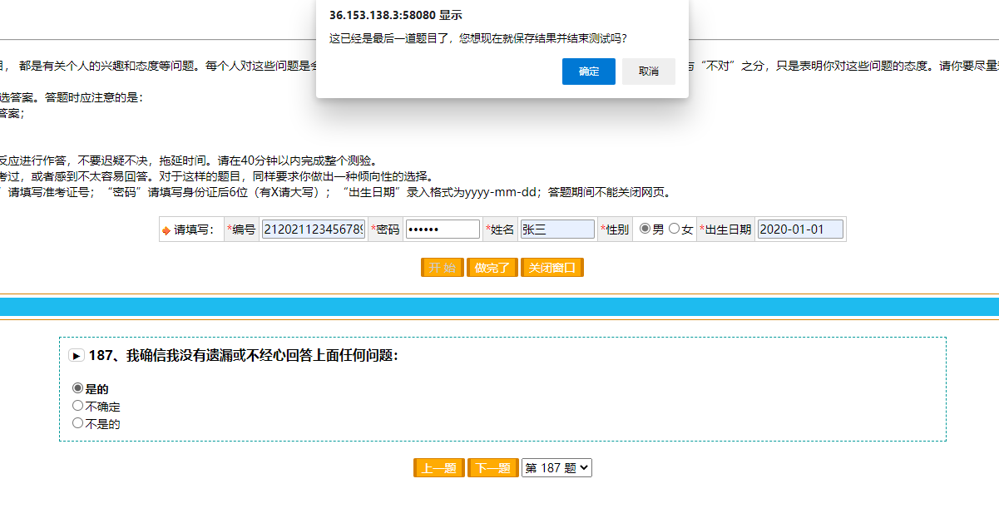 36.153.138.3:58080 显示
这已经是最后一道题目了，您想现在就保存结果并结束测试吗？
确定 取消
， 都是有关个人的兴趣和态度等问题。每个人对这些问题是会 与“不对”之分，只是表明你对这些问题的态度。请你要尽量
选答案。答题时应注意的是：
答案；
反应进行作答，不要迟疑不决，拖延时间。请在40分钟以内完成整个测验。
考过，或者感到不太容易回答。对于这样的题目，同样要求你做出一种倾向性的选择。
”请填写准考证号；“密码”请填写身份证后6位（有X请大写）；“出生日期”录入格式为yyyy-mm-dd；答题期间不能关闭网页。
请填写： *编号 212021123456789 *密码 •••••• *姓名 张三 *性别 男 女 *出生日期 2020-01-01
开 始 做完了 关闭窗口
187、我确信我没有遗漏或不经心回答上面任何问题：
是的
不确定
不是的
上一题 下一题 第 187 题